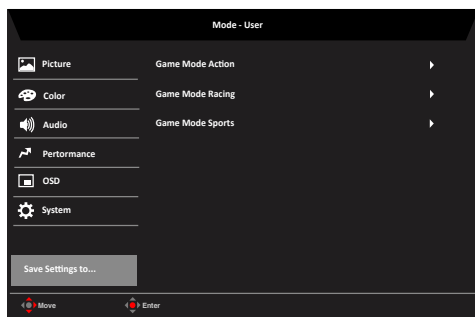 Mode - User
Picture
Color
Audio
Pertormance
OSD
System
Save Settings to...
Game Mode Action
Game Mode Racing
Game Mode Sports
Move
Enter